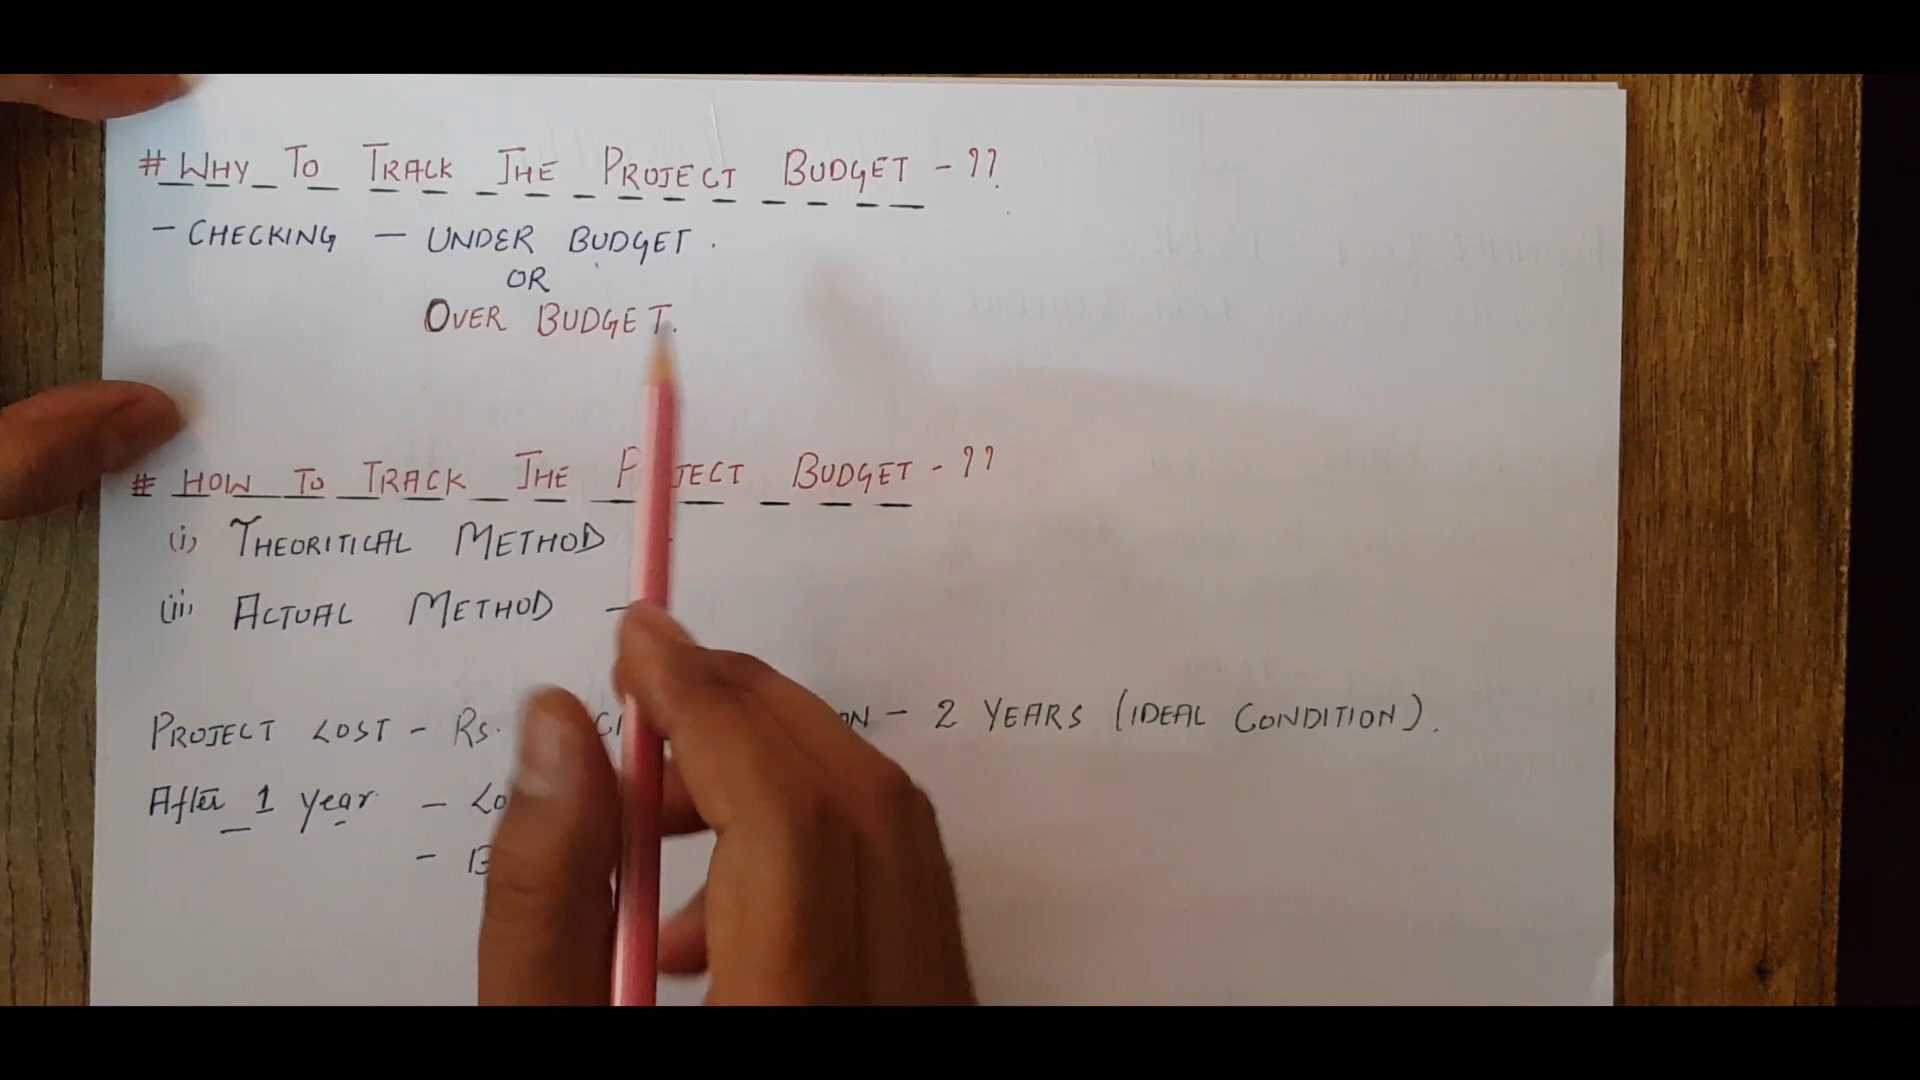 # WHY TO TRACK THE PROJECT BUDGET - ??
- CHECKING - UNDER BUDGET.
OR
OVER BUDGET.
# HOW TO TRACK THE BUDGET - ??
(i) THEORITICAL METHOD -
(ii) ACTUAL METHOD -
PROJECT COST - Rs. - 2 YEARS (IDEAL CONDITION).
After 1 year -
-